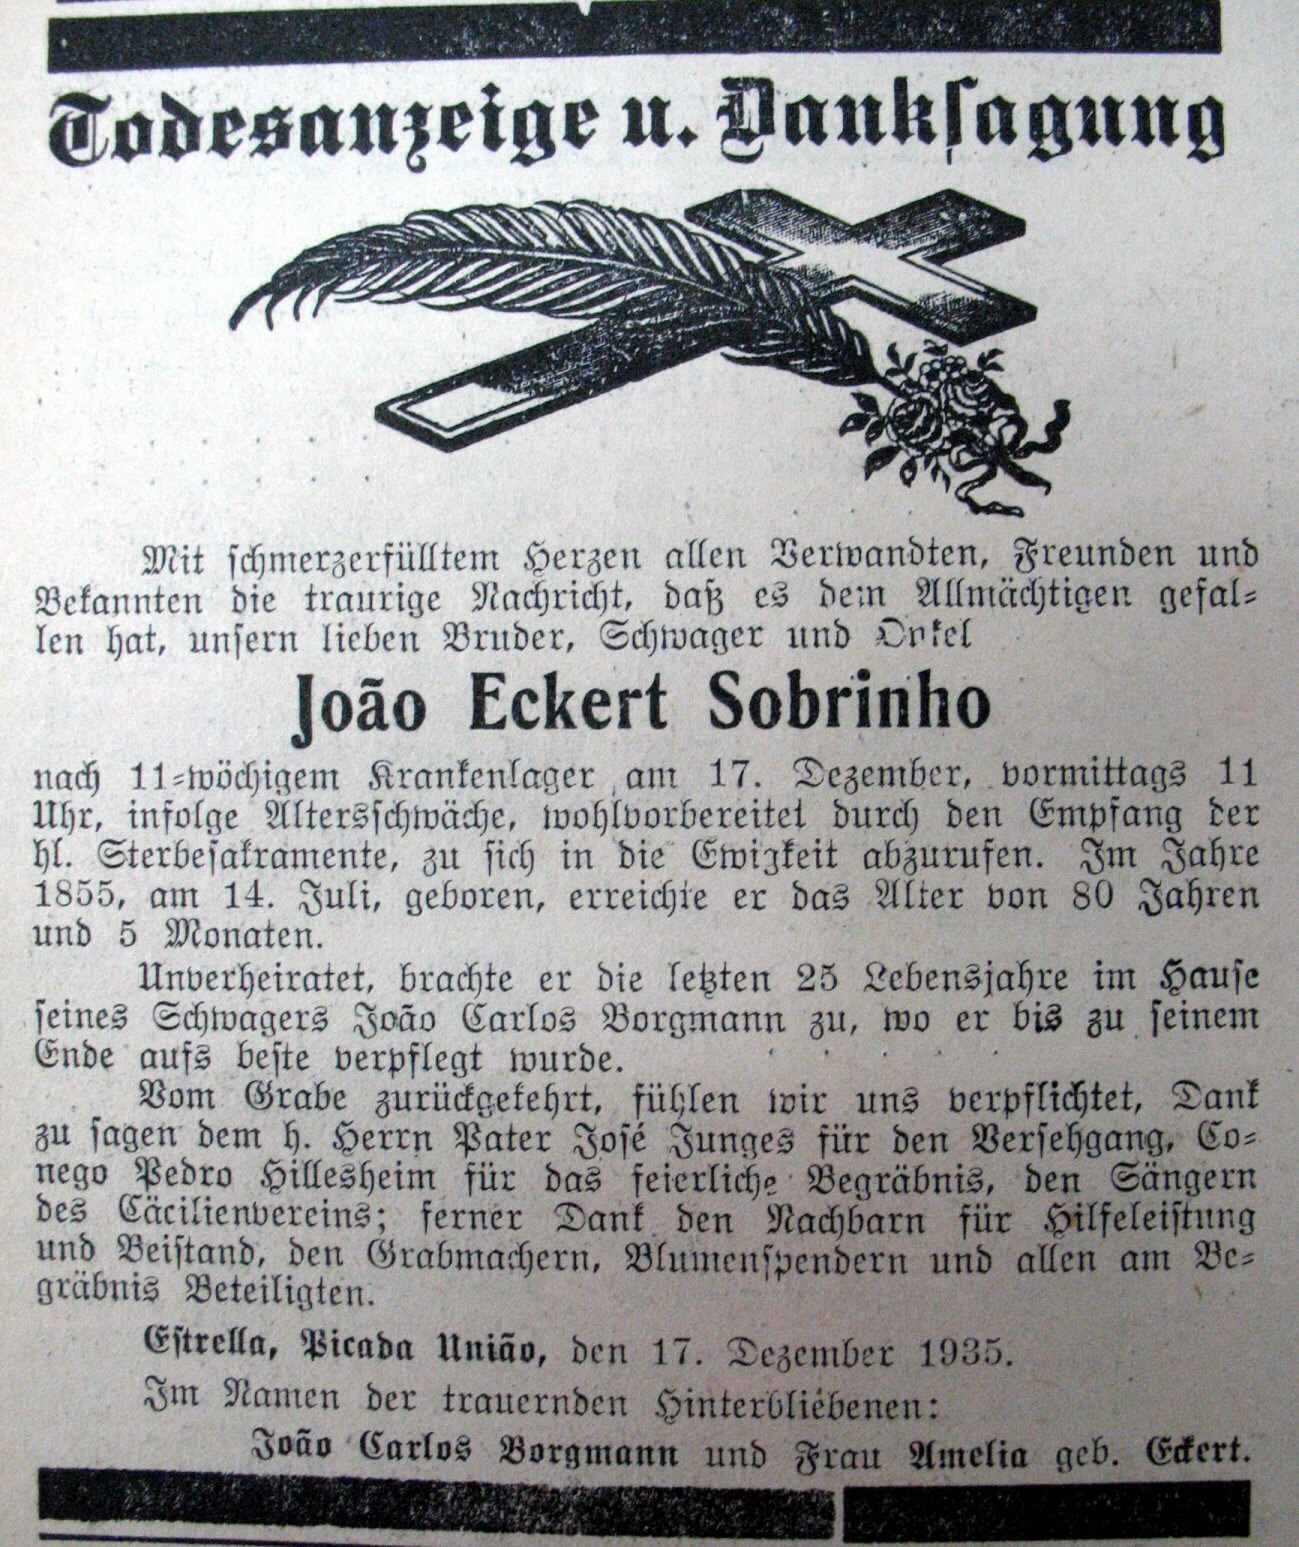 Todesanzeige u. Danksagung
Mit schmerzerfülltem Herzen allen Verwandten, Freunden und
Bekannten die traurige Nachricht, daß es dem Allmächtigen gefal-
len hat, unsern lieben Bruder, Schwager und Onkel
João Eckert Sobrinho
nach 11-wöchigem Krankenlager am 17. Dezember, vormittags 11
Uhr, infolge Altersschwäche, wohlvorbereitet durch den Empfang der
hl. Sterbesakramente, zu sich in die Ewigkeit abzurufen. Im Jahre
1855, am 14. Juli, geboren, erreichte er das Alter von 80 Jahren
und 5 Monaten.
Unverheiratet, brachte er die letzten 25 Lebensjahre im Hause
seines Schwagers João Carlos Borgmann zu, wo er bis zu seinem
Ende aufs beste verpflegt wurde.
Vom Grabe zurückgekehrt, fühlen wir uns verpflichtet, Dank
zu sagen dem h. Herrn Pater José Junges für den Versehgang, Co-
nego Pedro Hillesheim für das feierliche Begräbnis, den Sängern
des Cäcilienvereins; ferner Dank den Nachbarn für Hilfeleistung
und Beistand, den Grabmachern, Blumenspendern und allen am Be-
gräbnis Beteiligten.
Estrella, Picada União, den 17. Dezember 1935.
Im Namen der trauernden Hinterbliebenen:
João Carlos Borgmann und Frau Amelia geb. Eckert.